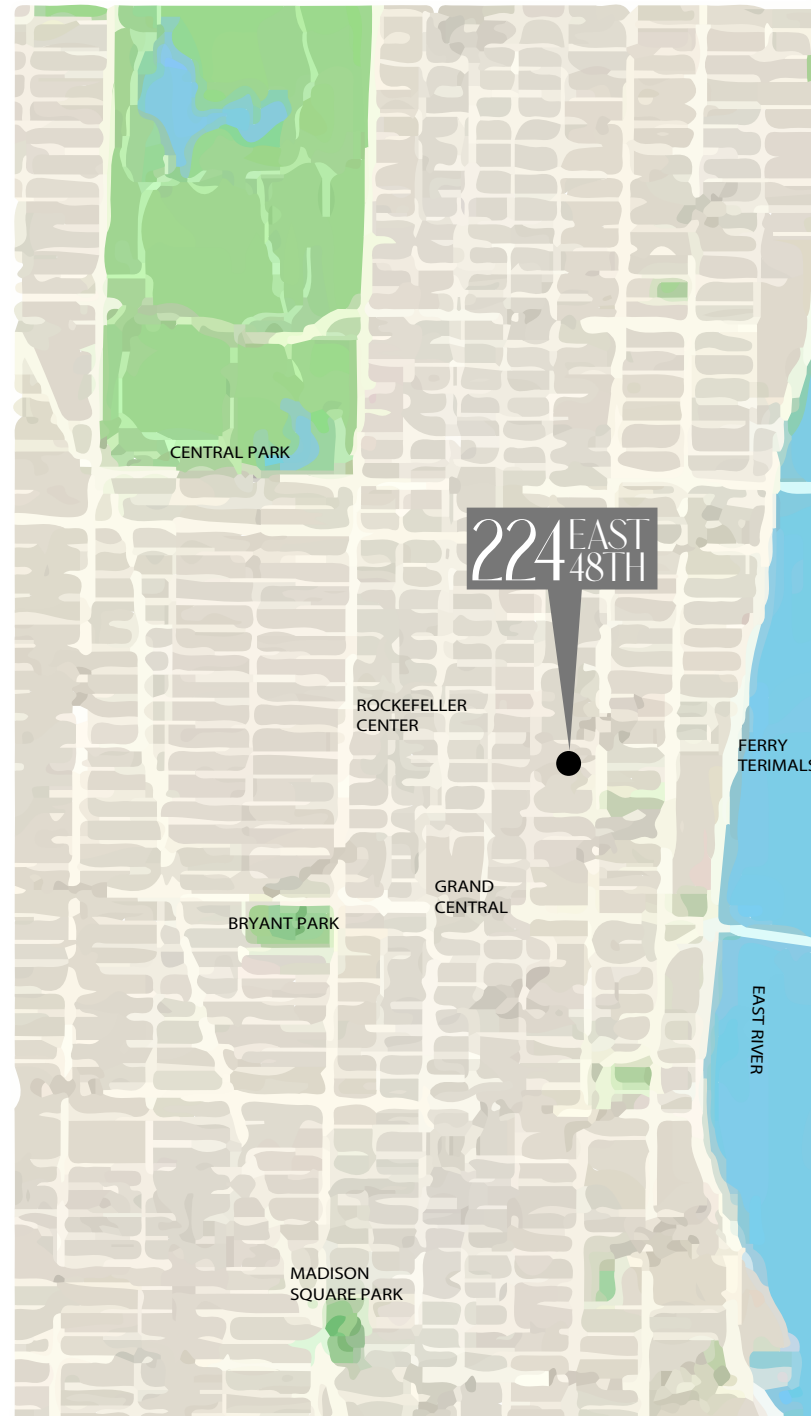 CENTRAL PARK
224 EAST
48TH
ROCKEFELLER
CENTER
FERRY
TERIMALS
GRAND
CENTRAL
BRYANT PARK
EAST RIVER
MADISON
SQUARE PARK